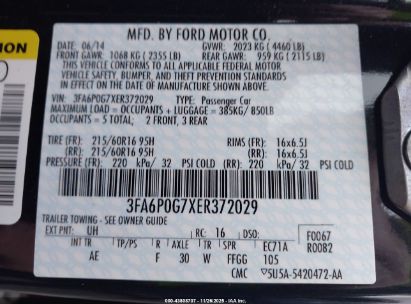 MFD. BY FORD MOTOR CO.
DATE: 06/14 GVWR: 2023 KG ( 4460 LB)
FRONT GAWR: 1068 KG ( 2355 LB) REAR GAWR: 959 KG ( 2115 LB)
THIS VEHICLE CONFORMS TO ALL APPLICABLE FEDERAL MOTOR
VEHICLE SAFETY, BUMPER, AND THEFT PREVENTION STANDARDS
IN EFFECT ON THE DATE OF MANUFACTURE SHOWN ABOVE.
VIN: 3FA6P0G7XER372029 TYPE: Passenger Car
MAXIMUM LOAD = OCCUPANTS + LUGGAGE = 385KG/ 850LB
OCCUPANTS = 5 TOTAL: 2 FRONT, 3 REAR
TIRE (FR): 215/60R16 95H RIMS (FR): 16x6.5J
(RR): 215/60R16 95H (RR): 16x6.5J
PRESSURE (FR): 220 kPa/ 32 PSI COLD (RR): 220 kPa/ 32 PSI COLD
3FA6P0G7XER372029
TRAILER TOWING - SEE OWNER GUIDE
EXT PNT: UH RC: 16 DSO: F0067
INT TR TP/PS R AXLE TR SPR EC71A R0082
AE F 30 W FFGG 105
CMC 5U5A-5420472-AA